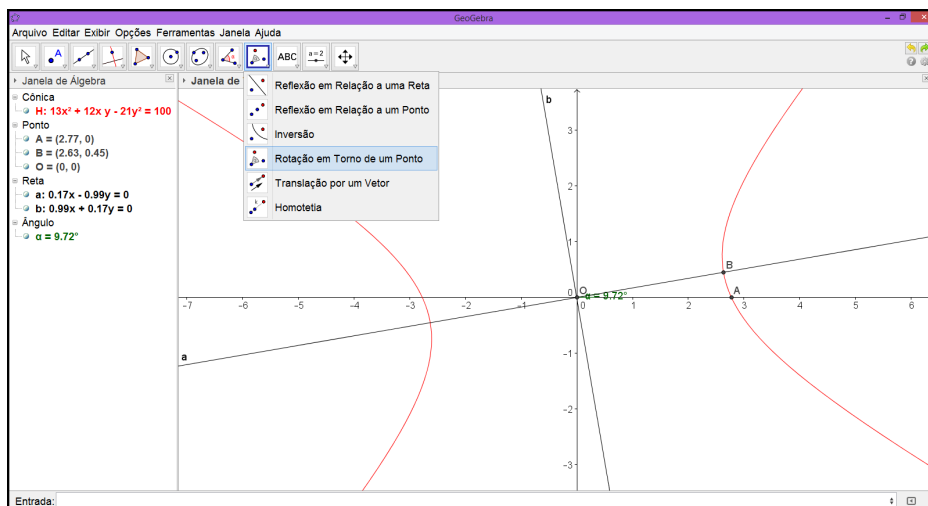 GeoGebra
Arquivo Editar Exibir Opções Ferramentas Janela Ajuda
A
ABC
a = 2
Janela de Álgebra
Janela de
Cônica
H: 13x² + 12x y - 21y² = 100
Ponto
A = (2.77, 0)
B = (2.63, 0.45)
O = (0, 0)
Reta
a: 0.17x - 0.99y = 0
b: 0.99x + 0.17y = 0
Ângulo
α = 9.72°
Reflexão em Relação a uma Reta
Reflexão em Relação a um Ponto
Inversão
Rotação em Torno de um Ponto
Translação por um Vetor
Homotetia
b
3
2
1
B
0
O
α = 9.72°
A
-7 -6 -5 -4 -3 -2 -1 0 1 2 3 4 5 6
a
-1
-2
-3
Entrada: